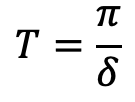 T = π/δ